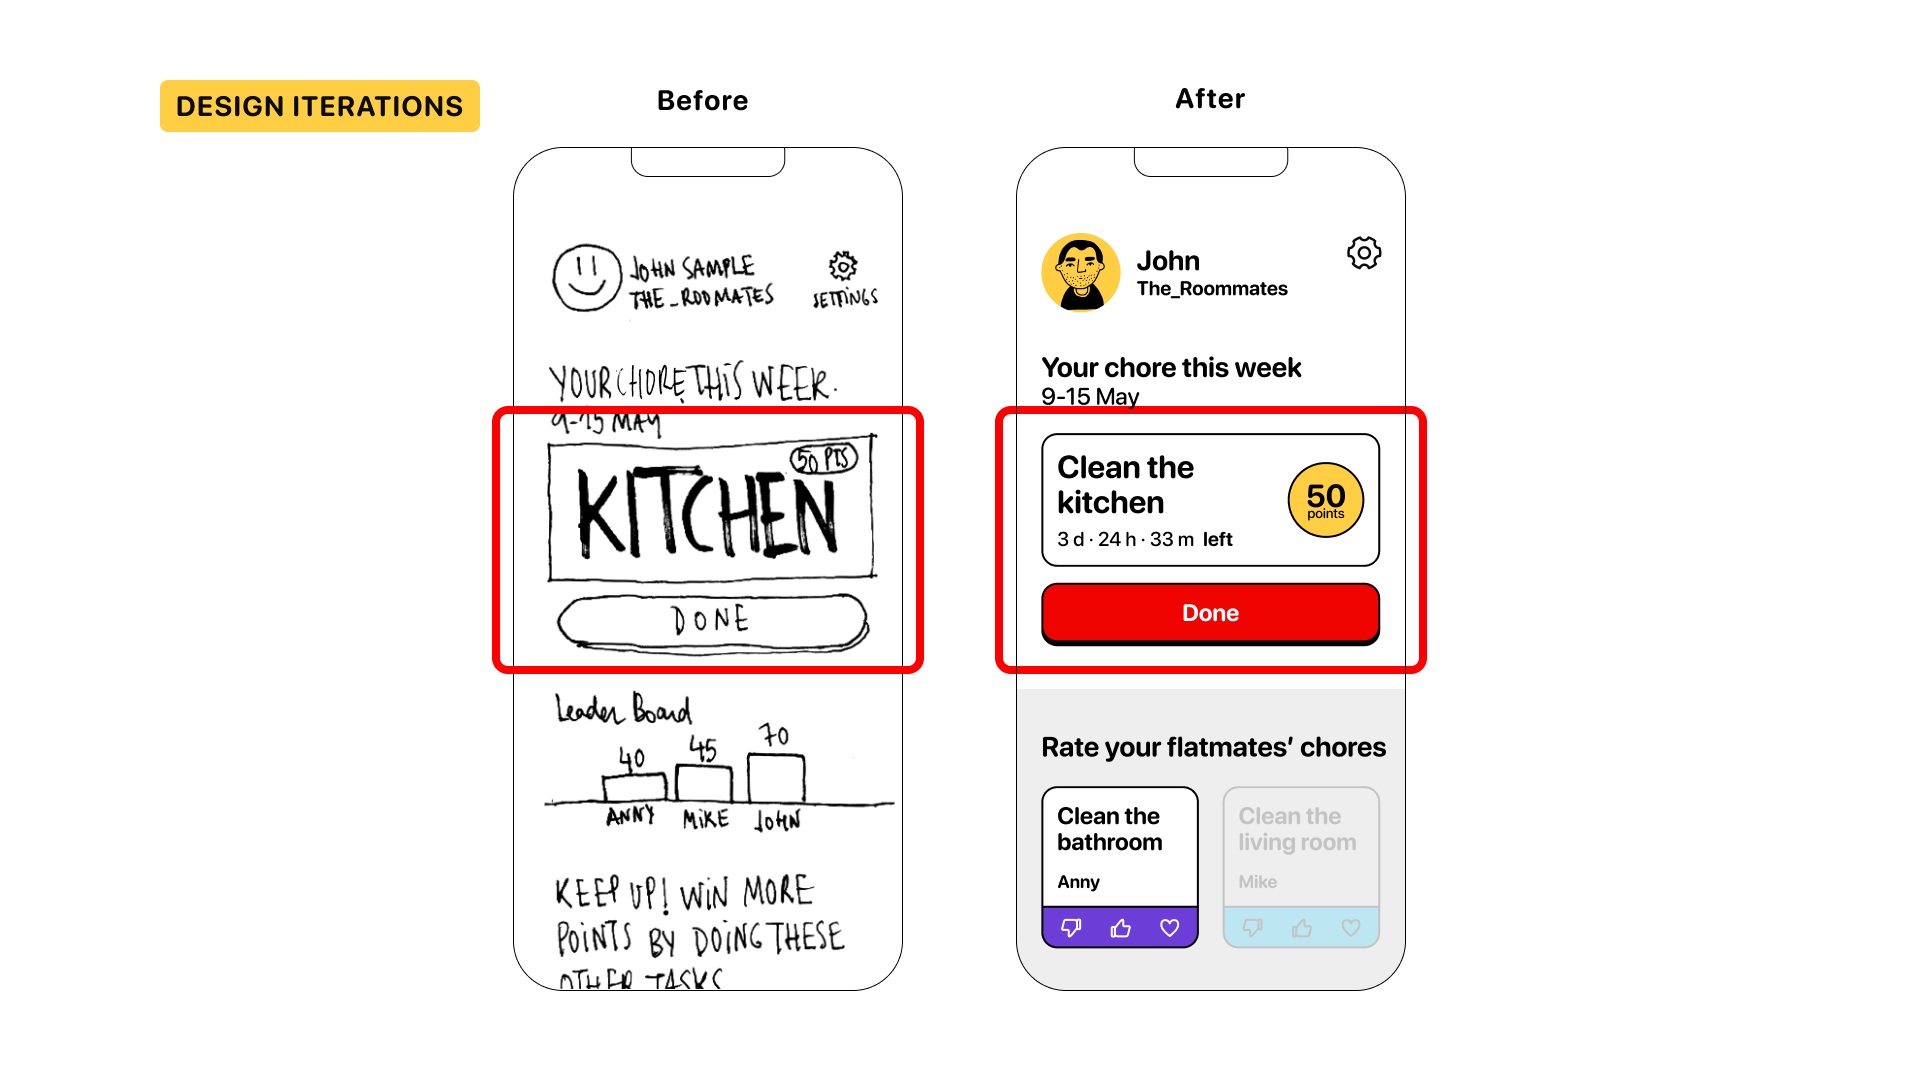 DESIGN ITERATIONS
Before
JOHN SAMPLE
THE_ROOMATES
SETTINGS
YOUR CHORE THIS WEEK.
9-15 MAY
50 PTS
KITCHEN
DONE
Leader Board
40
45
70
ANNY
MIKE
JOHN
KEEP UP! WIN MORE
POINTS BY DOING THESE
OTHER TASKS
After
John
The_Roommates
Your chore this week
9-15 May
Clean the
kitchen
50
points
3 d · 24 h · 33 m left
Done
Rate your flatmates’ chores
Clean the
bathroom
Anny
Clean the
living room
Mike